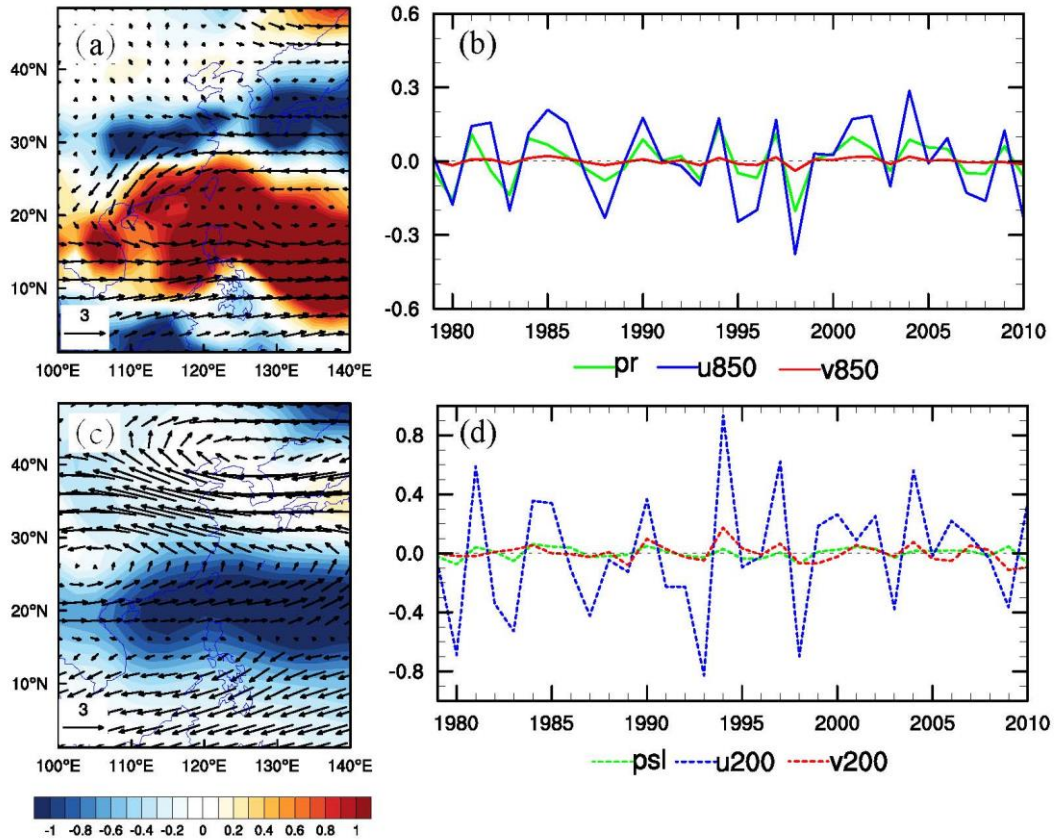 (a)
40°N
30°N
20°N
10°N
3
100°E 110°E 120°E 130°E 140°E
(b)
0.6
0.3
0.0
-0.3
-0.6
1980 1985 1990 1995 2000 2005 2010
pr u850 v850
(c)
40°N
30°N
20°N
10°N
3
100°E 110°E 120°E 130°E 140°E
-1 -0.8 -0.6 -0.4 -0.2 0 0.2 0.4 0.6 0.8 1
(d)
0.8
0.4
0.0
-0.4
-0.8
1980 1985 1990 1995 2000 2005 2010
psl u200 v200